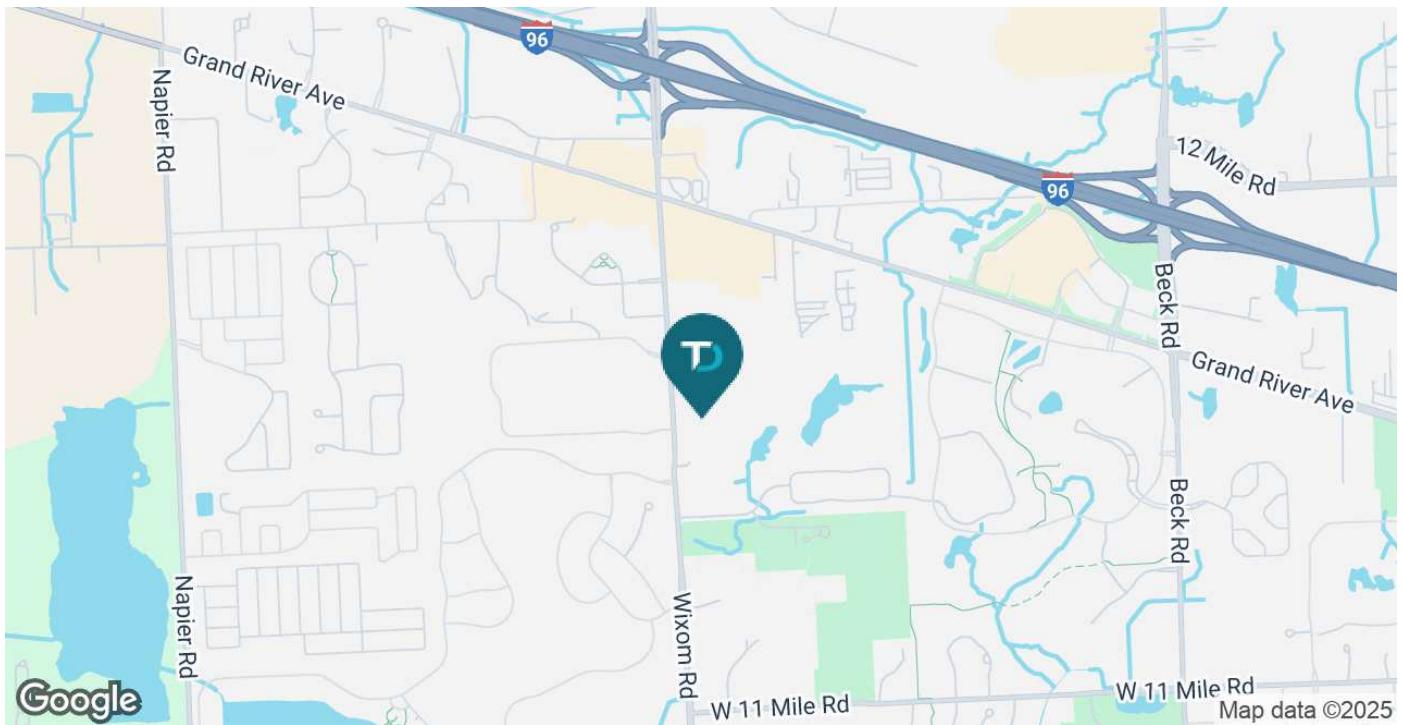 96
Grand River Ave
Napier Rd
12 Mile Rd
96
Beck Rd
TD
Grand River Ave
Beck Rd
Napier Rd
Wixom Rd
W 11 Mile Rd
W 11 Mile Rd
Google
Map data ©2025